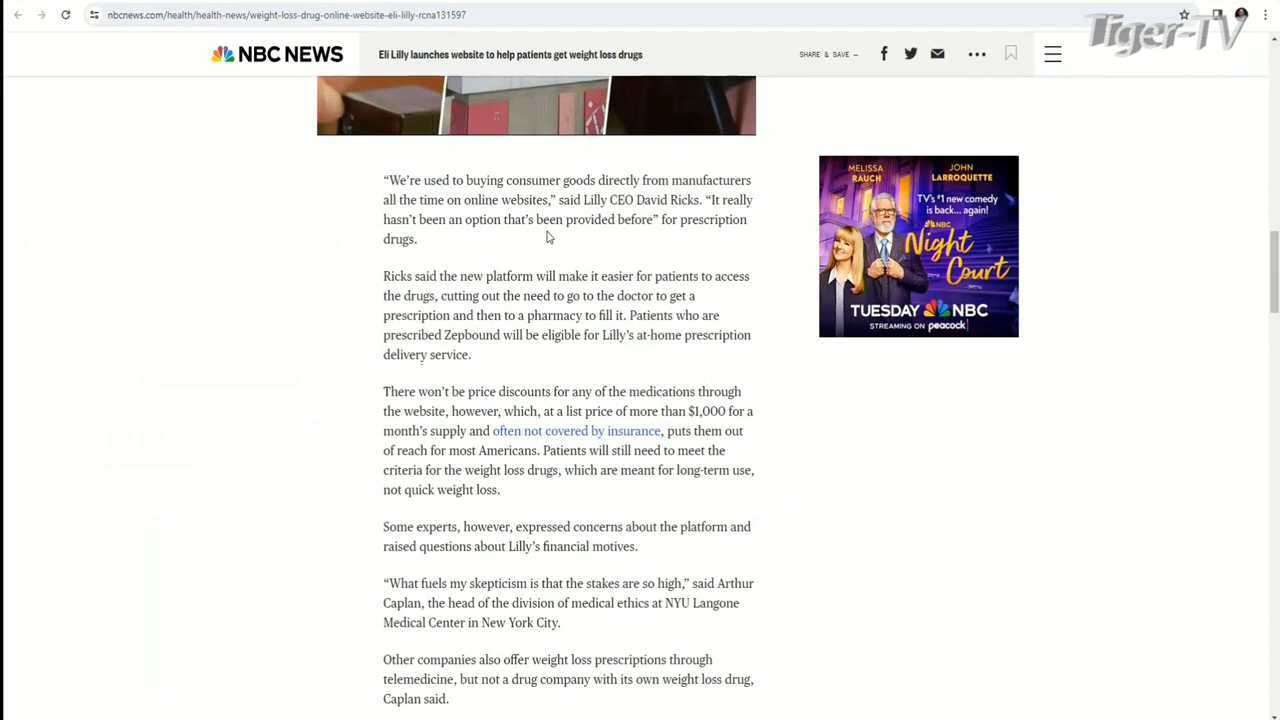 nbcnews.com/health/health-news/weight-loss-drug-online-website-eli-lilly-rcna131597
Tiger-TV
NBC NEWS
Eli Lilly launches website to help patients get weight loss drugs
SHARE & SAVE –
“We’re used to buying consumer goods directly from manufacturers
all the time on online websites,” said Lilly CEO David Ricks. “It really
hasn’t been an option that’s been provided before” for prescription
drugs.
Ricks said the new platform will make it easier for patients to access
the drugs, cutting out the need to go to the doctor to get a
prescription and then to a pharmacy to fill it. Patients who are
prescribed Zepbound will be eligible for Lilly’s at-home prescription
delivery service.
There won’t be price discounts for any of the medications through
the website, however, which, at a list price of more than $1,000 for a
month’s supply and often not covered by insurance, puts them out
of reach for most Americans. Patients will still need to meet the
criteria for the weight loss drugs, which are meant for long-term use,
not quick weight loss.
Some experts, however, expressed concerns about the platform and
raised questions about Lilly’s financial motives.
“What fuels my skepticism is that the stakes are so high,” said Arthur
Caplan, the head of the division of medical ethics at NYU Langone
Medical Center in New York City.
Other companies also offer weight loss prescriptions through
telemedicine, but not a drug company with its own weight loss drug,
Caplan said.
MELISSA
RAUCH
JOHN
LARROQUETTE
TV’S #1 new comedy
is back... again!
NBC
Night
Court
TUESDAY NBC
STREAMING ON peacock